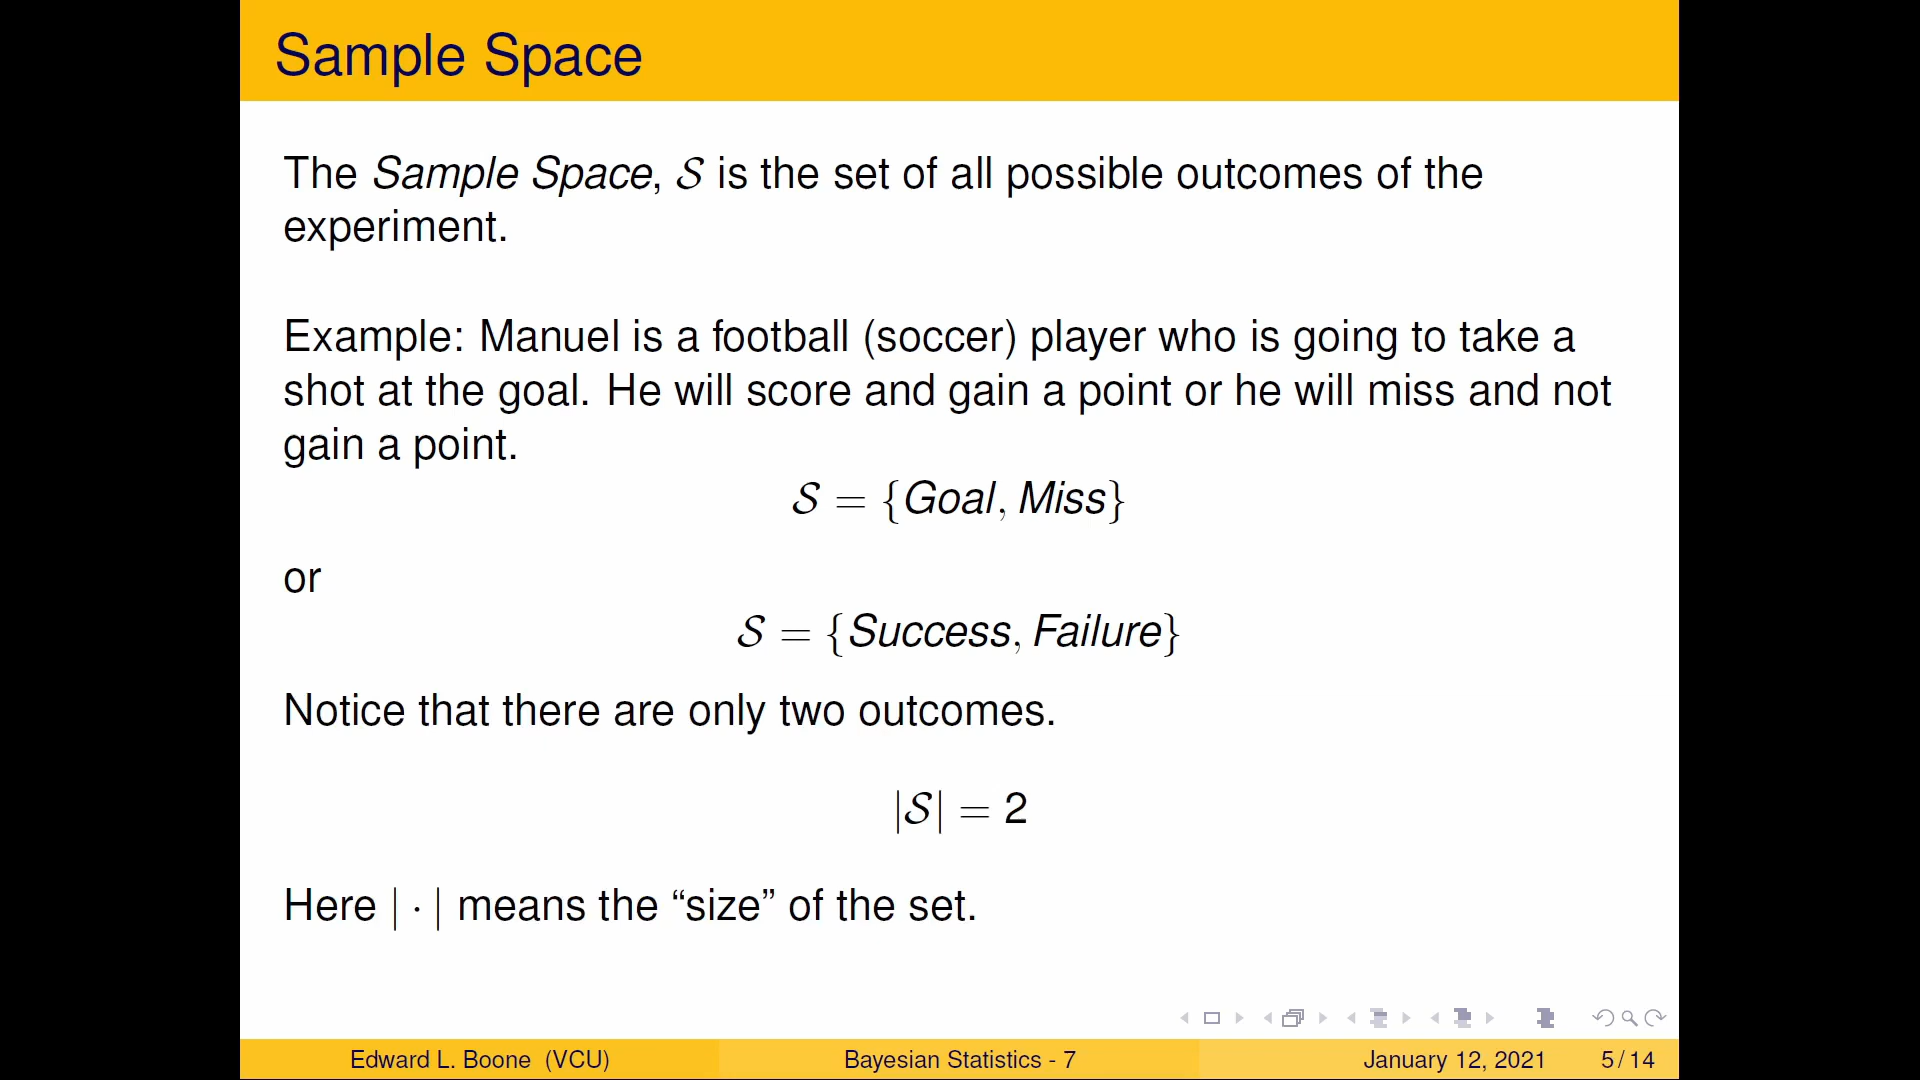 Sample Space
The Sample Space, 𝒮 is the set of all possible outcomes of the
experiment.
Example: Manuel is a football (soccer) player who is going to take a
shot at the goal. He will score and gain a point or he will miss and not
gain a point.
𝒮 = {Goal, Miss}
or
𝒮 = {Success, Failure}
Notice that there are only two outcomes.
|𝒮| = 2
Here | · | means the “size” of the set.
Edward L. Boone (VCU) Bayesian Statistics - 7 January 12, 2021 5 / 14